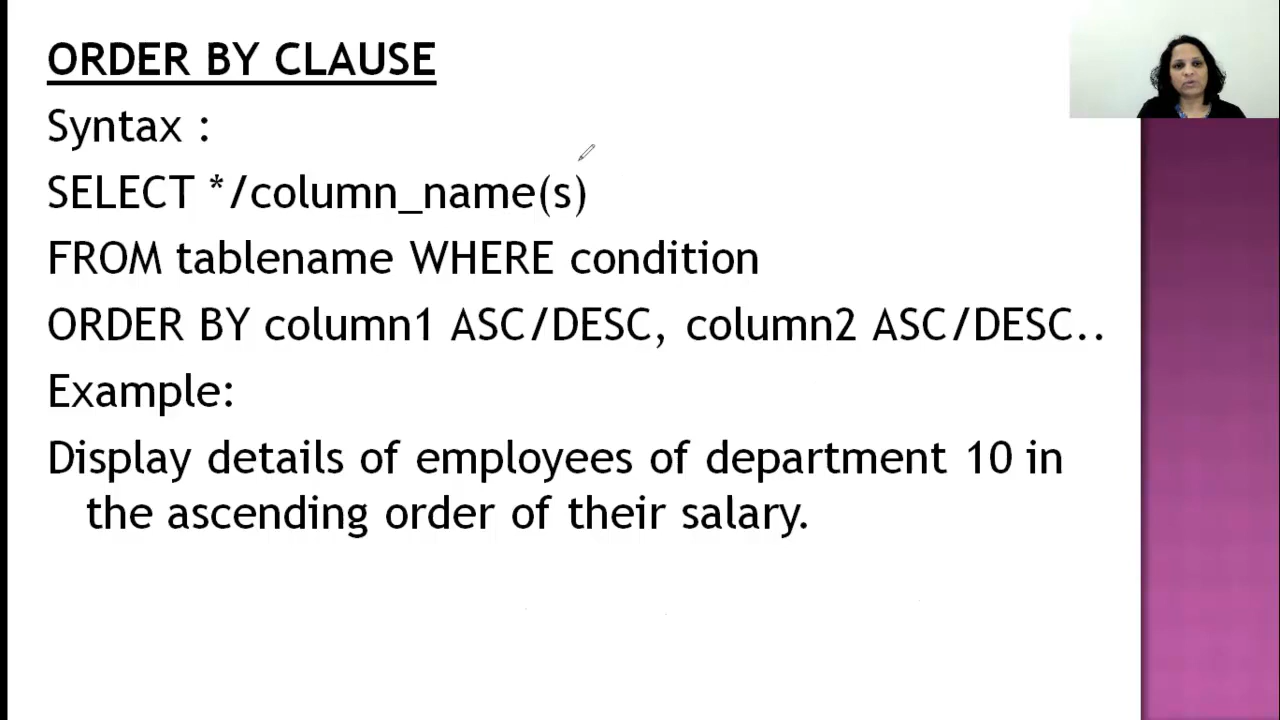 ORDER BY CLAUSE
Syntax :
SELECT */column_name(s)
FROM tablename WHERE condition
ORDER BY column1 ASC/DESC, column2 ASC/DESC..
Example:
Display details of employees of department 10 in
the ascending order of their salary.